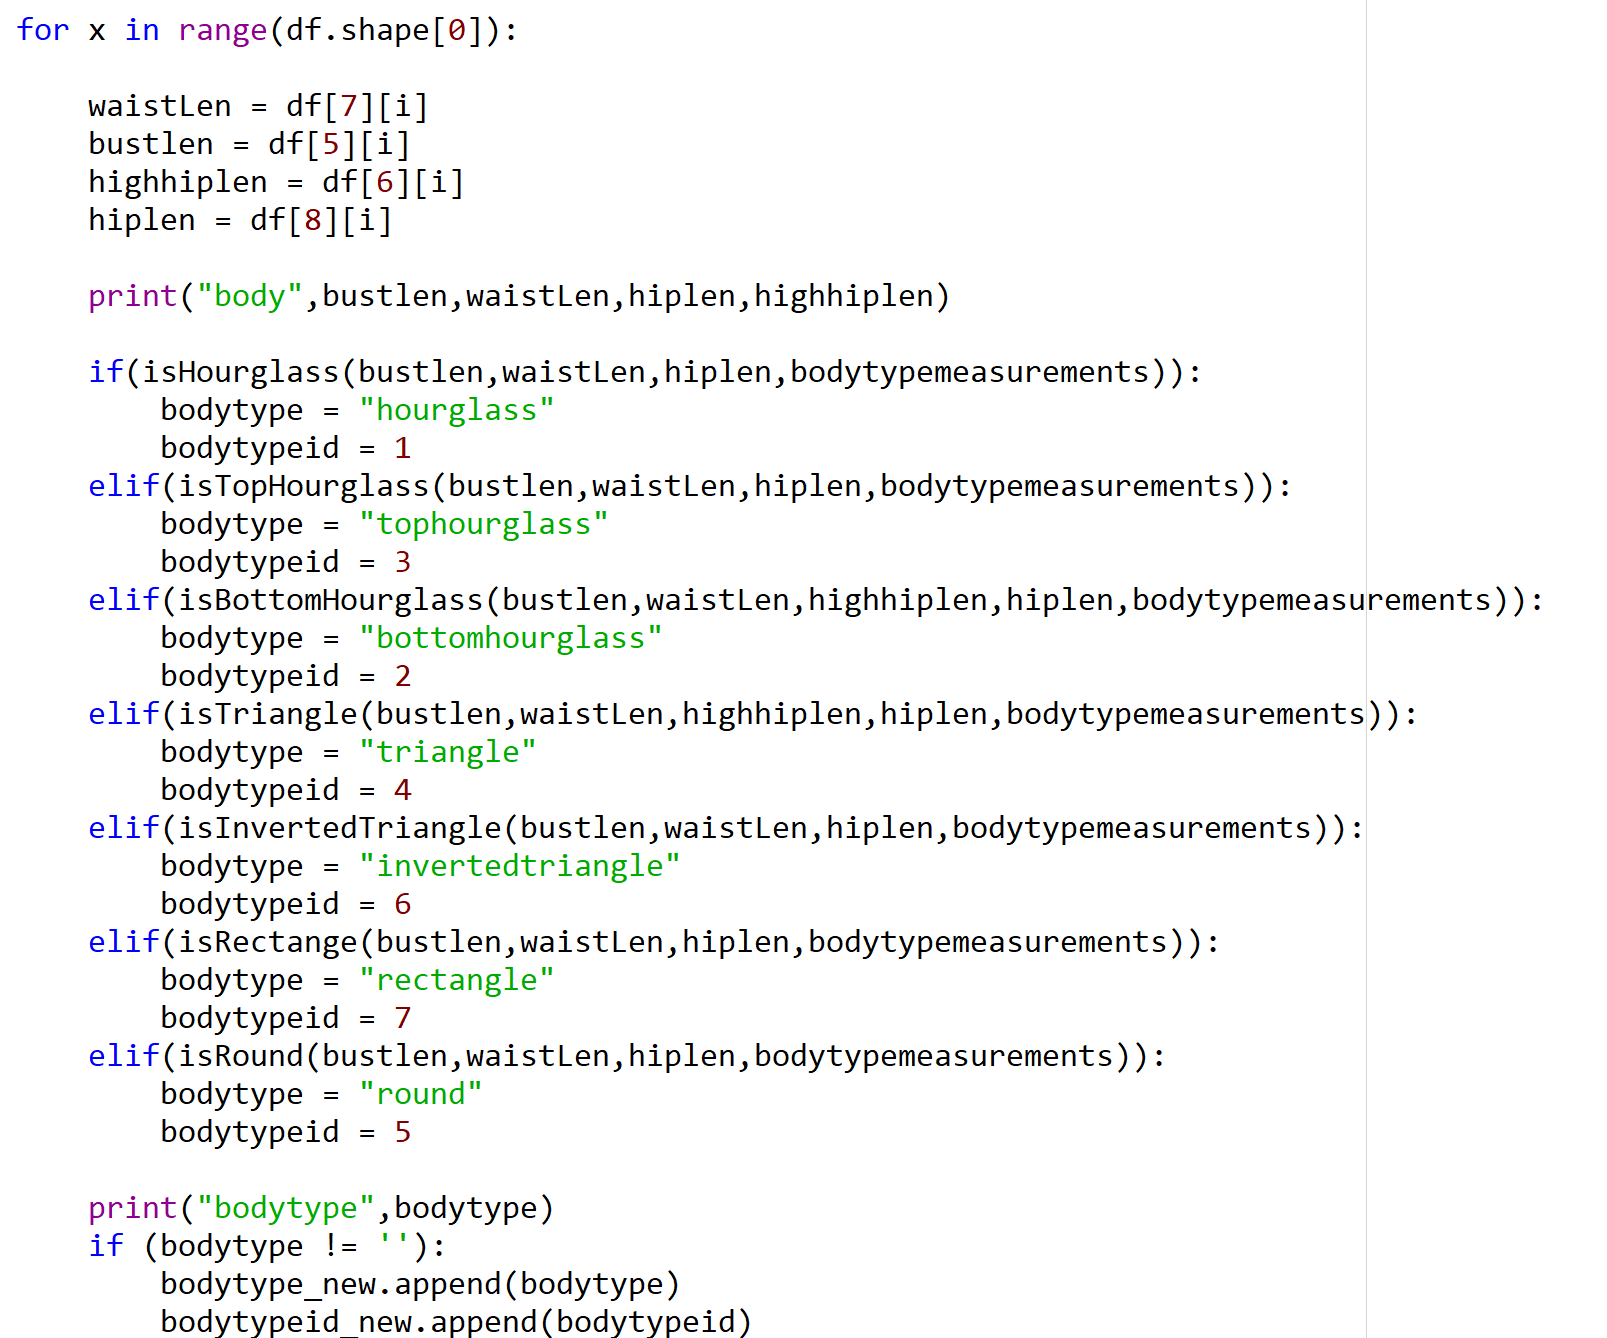 for x in range(df.shape[0]):
    waistLen = df[7][i]
    bustlen = df[5][i]
    highhiplen = df[6][i]
    hiplen = df[8][i]
    print("body",bustlen,waistLen,hiplen,highhiplen)
    if(isHourglass(bustlen,waistLen,hiplen,bodytypemeasurements)):
        bodytype = "hourglass"
        bodytypeid = 1
    elif(isTopHourglass(bustlen,waistLen,hiplen,bodytypemeasurements)):
        bodytype = "tophourglass"
        bodytypeid = 3
    elif(isBottomHourglass(bustlen,waistLen,highhiplen,hiplen,bodytypemeasurements)):
        bodytype = "bottomhourglass"
        bodytypeid = 2
    elif(isTriangle(bustlen,waistLen,highhiplen,hiplen,bodytypemeasurements)):
        bodytype = "triangle"
        bodytypeid = 4
    elif(isInvertedTriangle(bustlen,waistLen,hiplen,bodytypemeasurements)):
        bodytype = "invertedtriangle"
        bodytypeid = 6
    elif(isRectange(bustlen,waistLen,hiplen,bodytypemeasurements)):
        bodytype = "rectangle"
        bodytypeid = 7
    elif(isRound(bustlen,waistLen,hiplen,bodytypemeasurements)):
        bodytype = "round"
        bodytypeid = 5
    print("bodytype",bodytype)
    if (bodytype != ''):
        bodytype_new.append(bodytype)
        bodytypeid_new.append(bodytypeid)